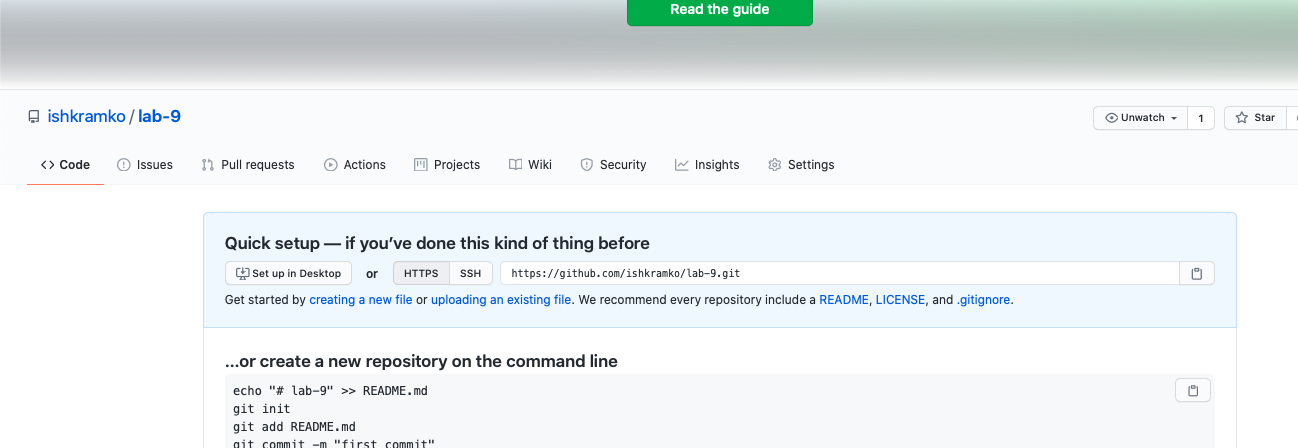 Read the guide
ishkramko / lab-9
Unwatch 1 Star
Code Issues Pull requests Actions Projects Wiki Security Insights Settings
Quick setup — if you've done this kind of thing before
Set up in Desktop or HTTPS SSH https://github.com/ishkramko/lab-9.git
Get started by creating a new file or uploading an existing file. We recommend every repository include a README, LICENSE, and .gitignore.
...or create a new repository on the command line
echo "# lab-9" >> README.md
git init
git add README.md
git commit -m "first commit"